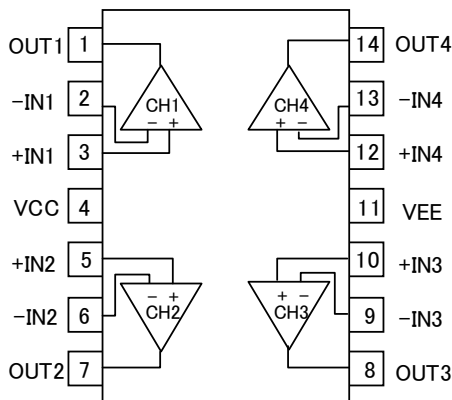 OUT1 1 14 OUT4
-IN1 2 CH1 CH4 13 -IN4
- + + -
+IN1 3 12 +IN4
VCC 4 11 VEE
+IN2 5 10 +IN3
- + + -
-IN2 6 CH2 CH3 9 -IN3
OUT2 7 8 OUT3